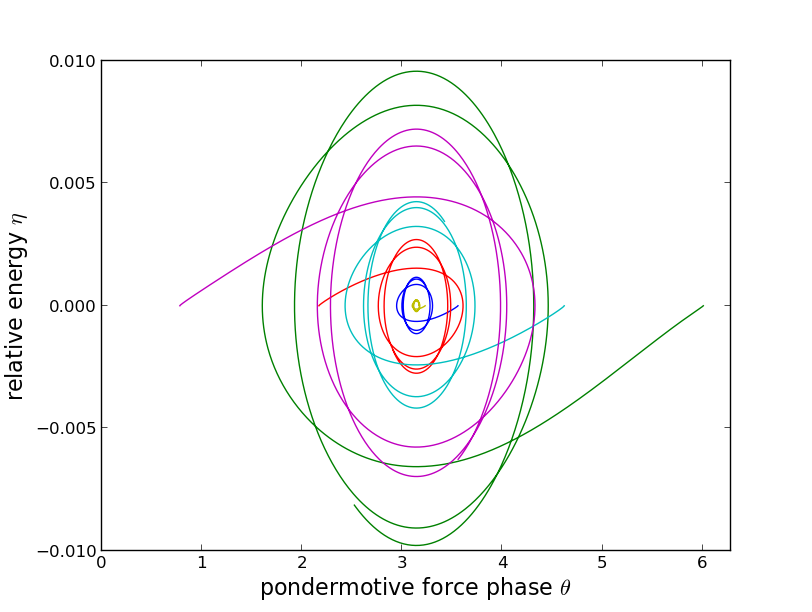 relative energy η
0.010
0.005
0.000
−0.005
−0.010
0 1 2 3 4 5 6
pondermotive force phase θ